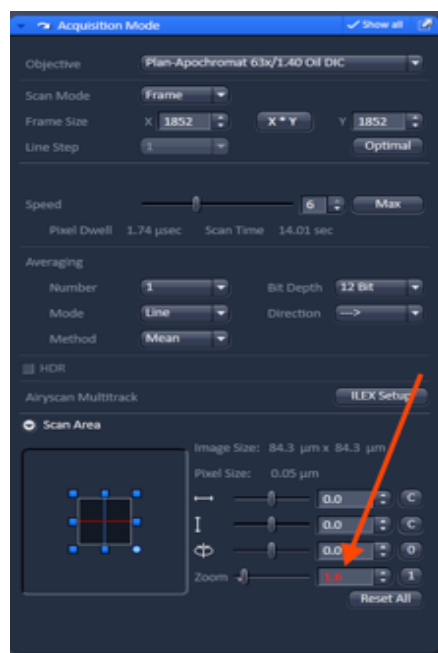 Acquisition Mode ✓ Show all
Objective Plan-Apochromat 63x/1.40 Oil DIC
Scan Mode Frame
Frame Size X 1852 X * Y Y 1852
Line Step 1 Optimal
Speed 6 Max
Pixel Dwell 1.74 µsec Scan Time 14.01 sec
Averaging
Number 1 Bit Depth 12 Bit
Mode Line Direction --->
Method Mean
HDR
Airyscan Multitrack ILEX Setup
Scan Area
Image Size: 84.3 µm x 84.3 µm
Pixel Size: 0.05 µm
0.0 C
0.0 C
0.0 0
Zoom 1.6 1
Reset All